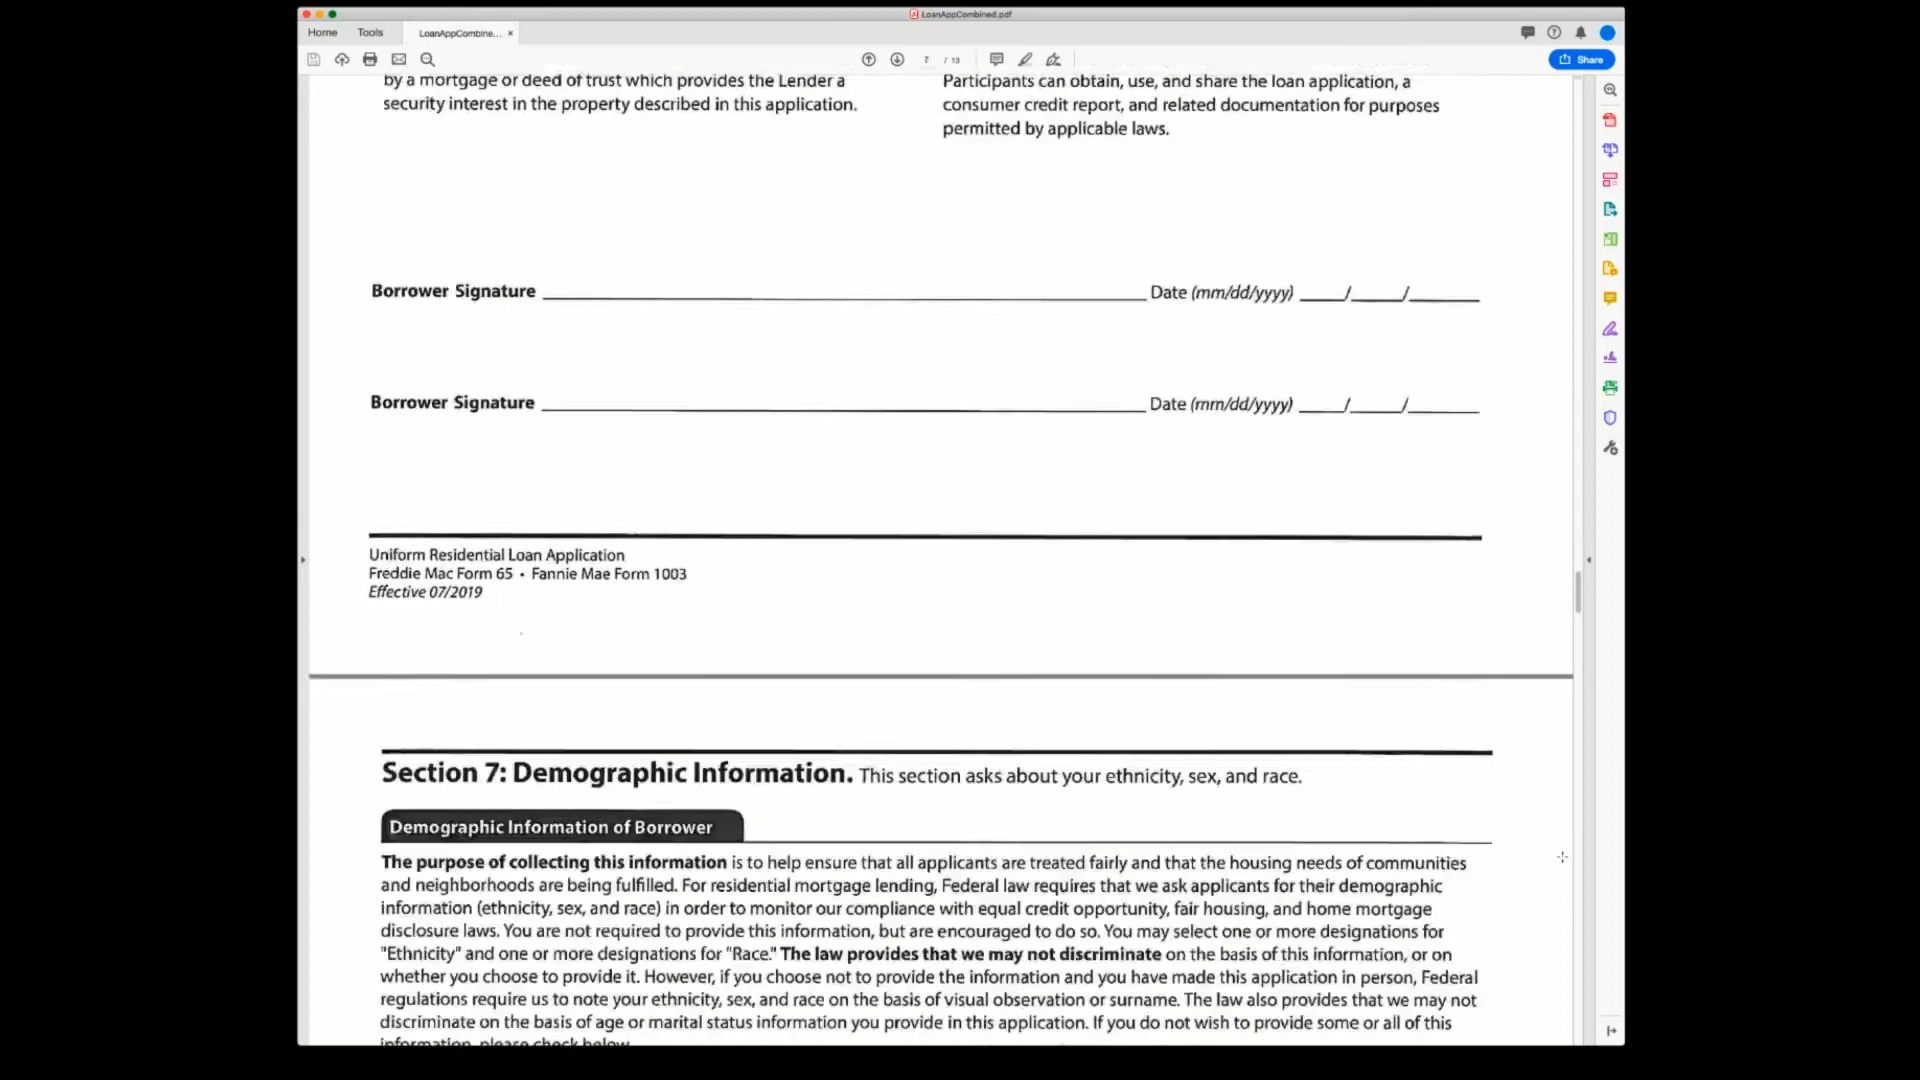 LoanAppCombined.pdf
Home Tools LoanAppCombine... ×
7 / 13
Share
by a mortgage or deed of trust which provides the Lender a
security interest in the property described in this application.
Participants can obtain, use, and share the loan application, a
consumer credit report, and related documentation for purposes
permitted by applicable laws.
Borrower Signature Date (mm/dd/yyyy) / /
Borrower Signature Date (mm/dd/yyyy) / /
Uniform Residential Loan Application
Freddie Mac Form 65 • Fannie Mae Form 1003
Effective 07/2019
Section 7: Demographic Information. This section asks about your ethnicity, sex, and race.
Demographic Information of Borrower
The purpose of collecting this information is to help ensure that all applicants are treated fairly and that the housing needs of communities
and neighborhoods are being fulfilled. For residential mortgage lending, Federal law requires that we ask applicants for their demographic
information (ethnicity, sex, and race) in order to monitor our compliance with equal credit opportunity, fair housing, and home mortgage
disclosure laws. You are not required to provide this information, but are encouraged to do so. You may select one or more designations for
"Ethnicity" and one or more designations for "Race." The law provides that we may not discriminate on the basis of this information, or on
whether you choose to provide it. However, if you choose not to provide the information and you have made this application in person, Federal
regulations require us to note your ethnicity, sex, and race on the basis of visual observation or surname. The law also provides that we may not
discriminate on the basis of age or marital status information you provide in this application. If you do not wish to provide some or all of this
information, please check below.